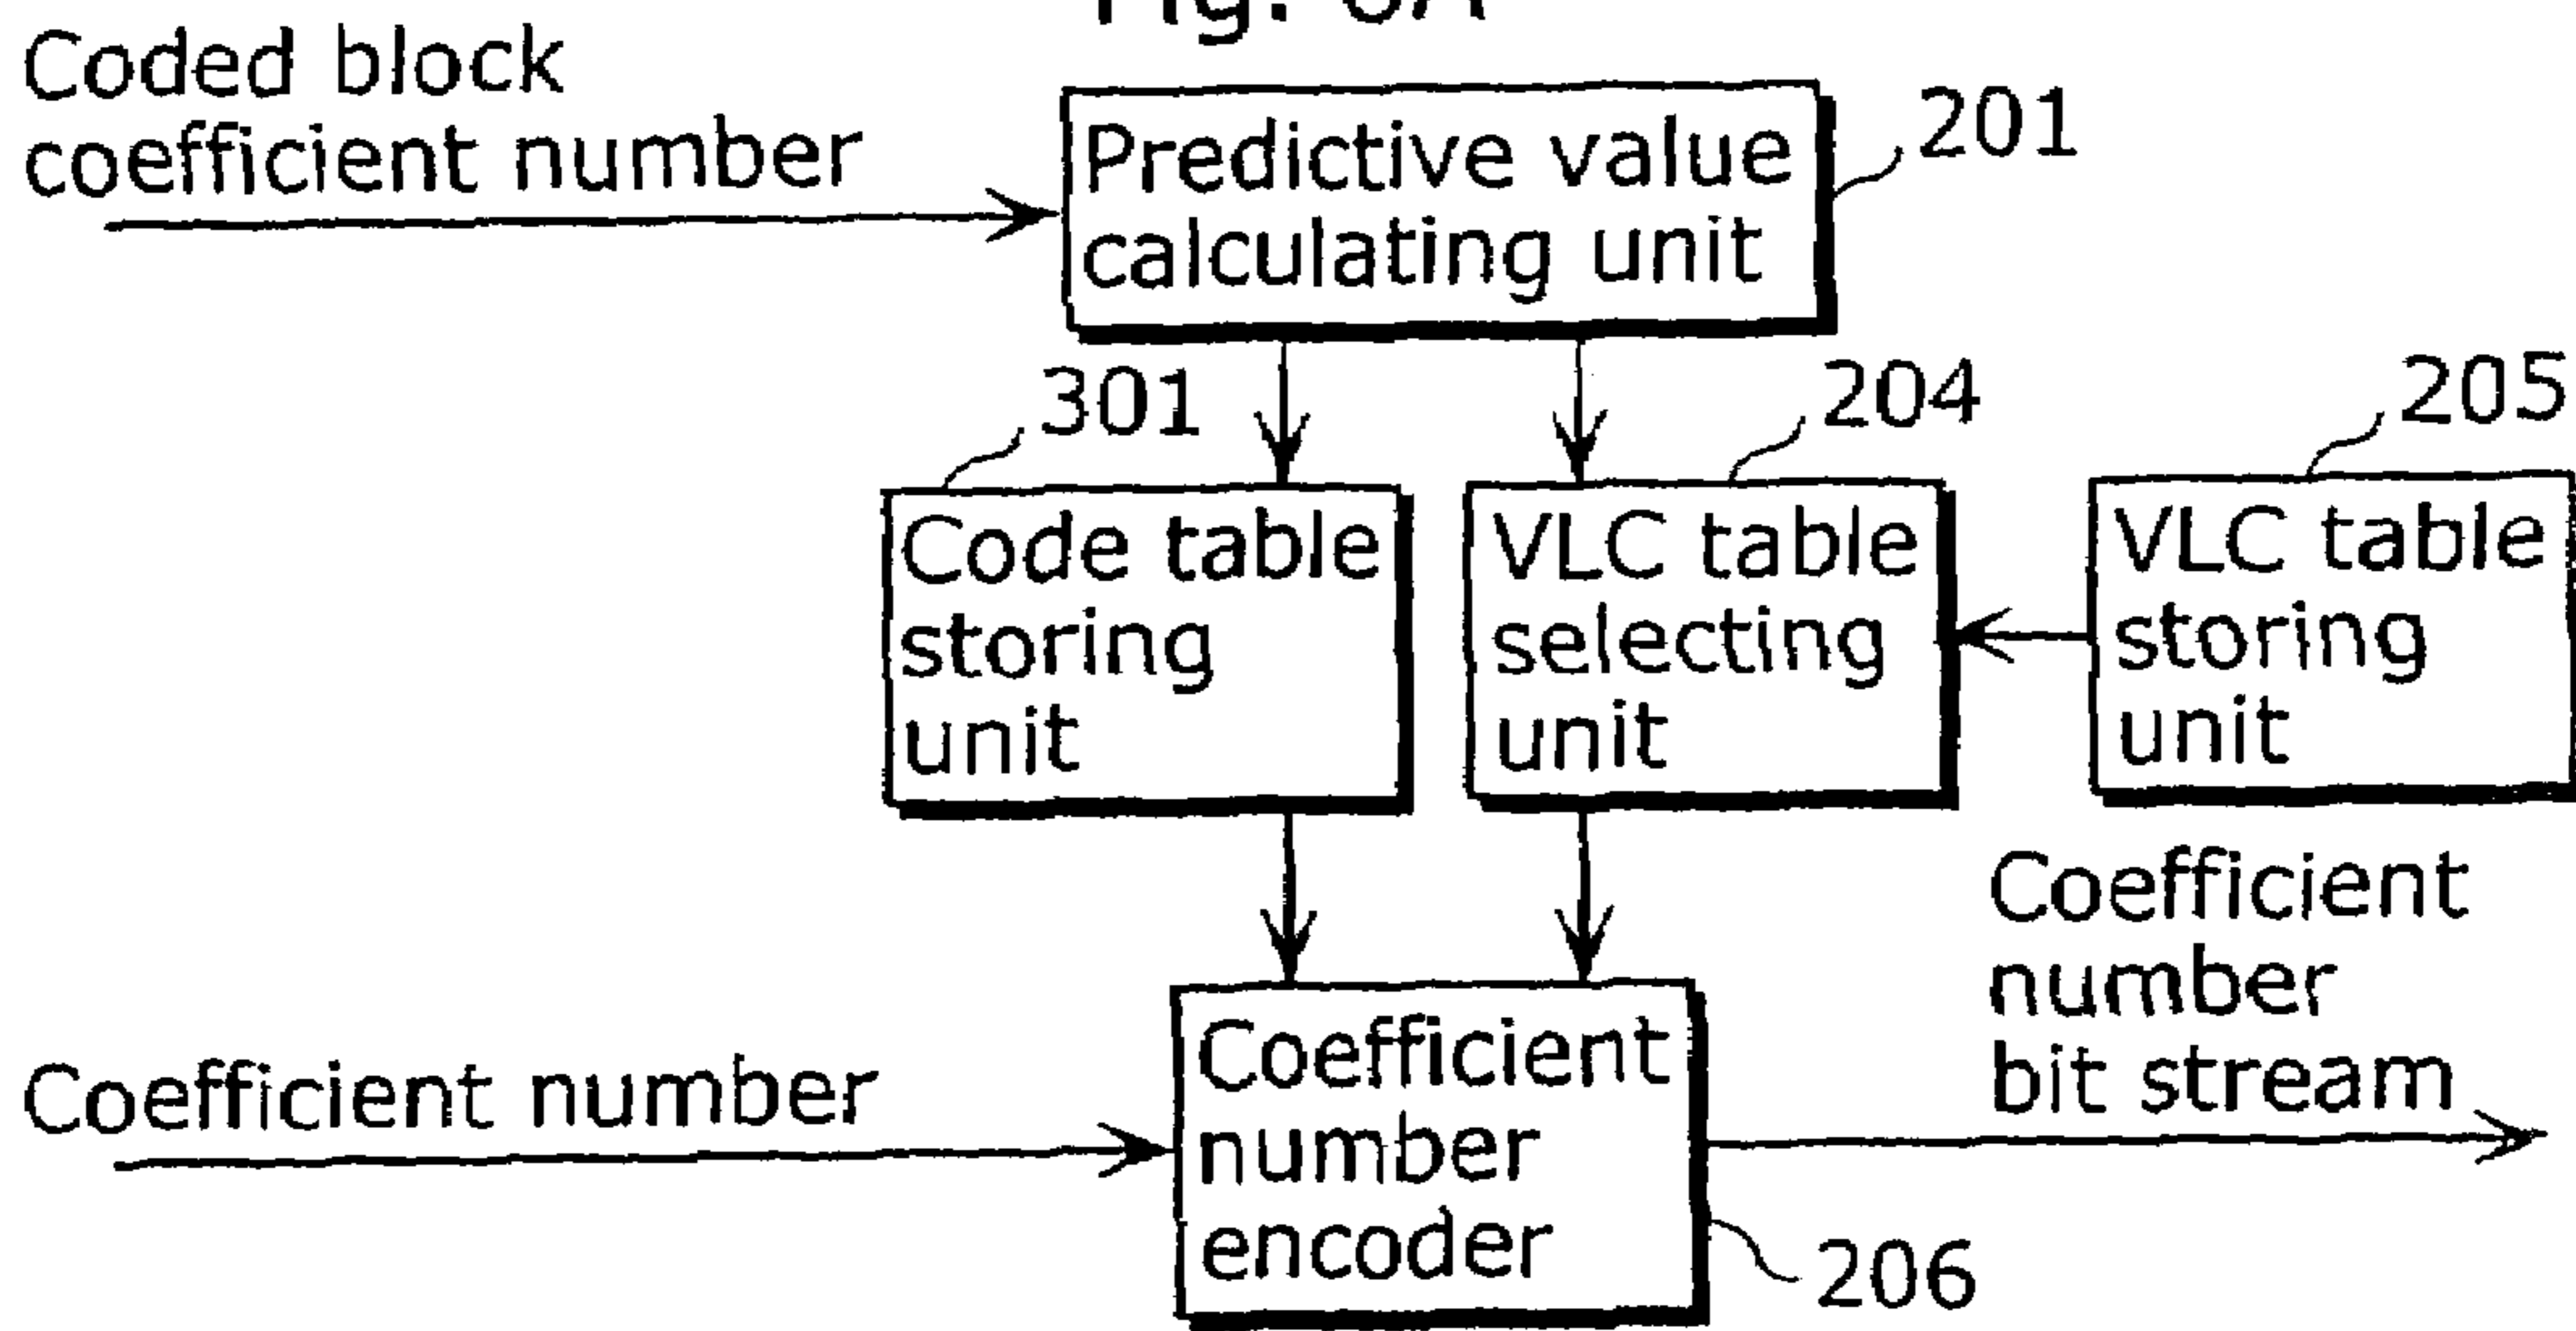 Coded block
coefficient number
Predictive value
calculating unit
201
301
204
205
Code table
storing
unit
VLC table
selecting
unit
VLC table
storing
unit
Coefficient
number
bit stream
Coefficient number
Coefficient
number
encoder
206